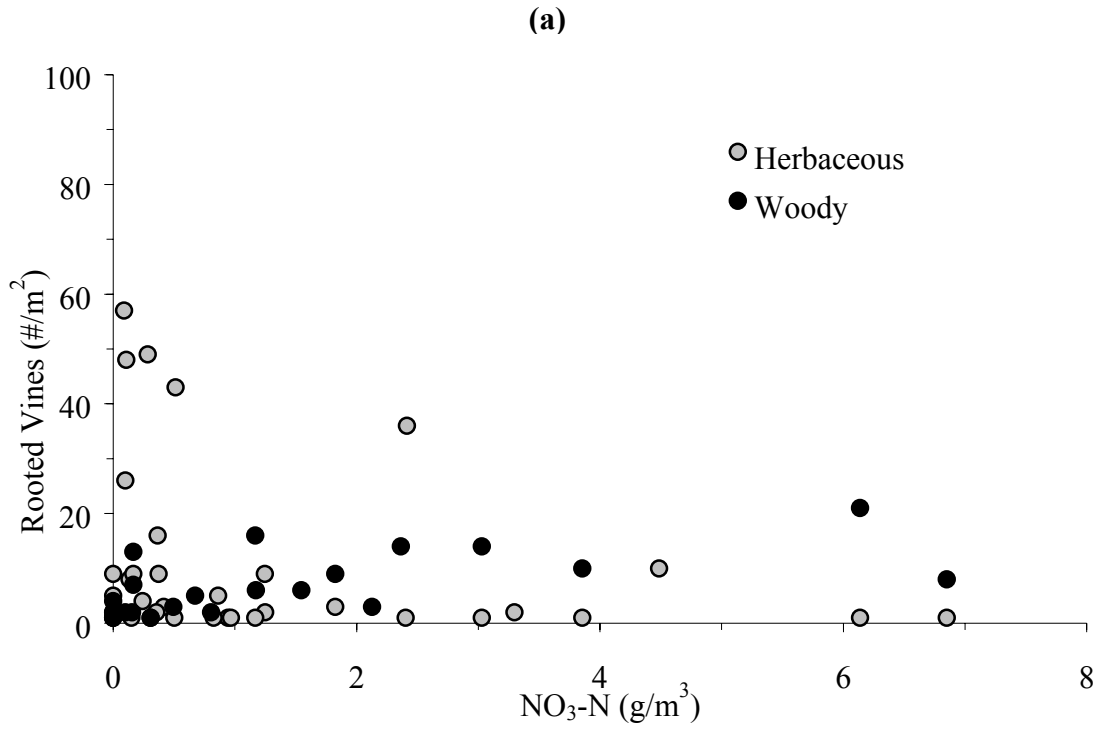 (a)
100
80
60
40
20
0
Rooted Vines (#/m²)
Herbaceous
Woody
0 2 4 6 8
NO₃-N (g/m³)